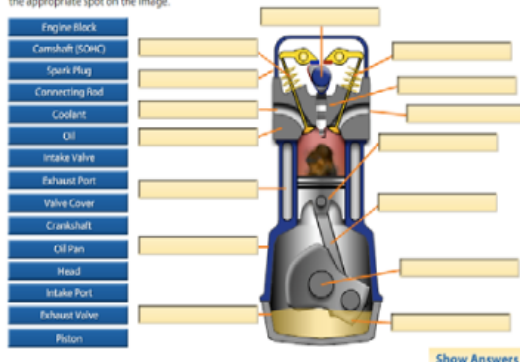 the appropriate spot on the image.
Engine Block
Camshaft (SOHC)
Spark Plug
Connecting Rod
Coolant
Oil
Intake Valve
Exhaust Port
Valve Cover
Crankshaft
Oil Pan
Head
Intake Port
Exhaust Valve
Piston
Show Answers